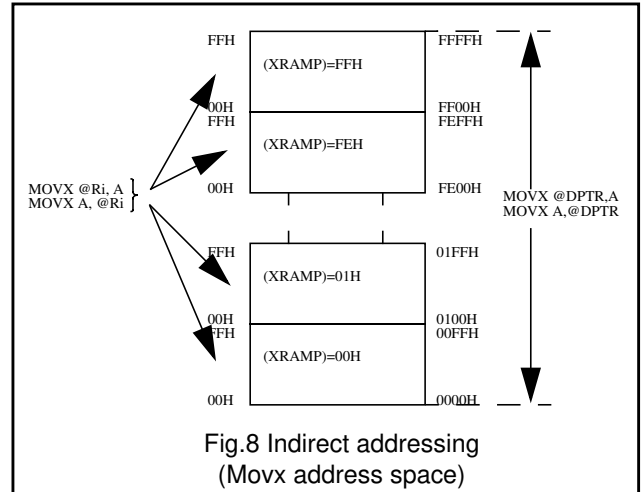 FFH FFFFH
(XRAMP)=FFH
00H FF00H
FFH FEFFH
(XRAMP)=FEH
00H FE00H
MOVX @Ri, A
MOVX A, @Ri
MOVX @DPTR,A
MOVX A,@DPTR
FFH 01FFH
(XRAMP)=01H
00H 0100H
FFH 00FFH
(XRAMP)=00H
00H 0000H
Fig.8 Indirect addressing
(Movx address space)